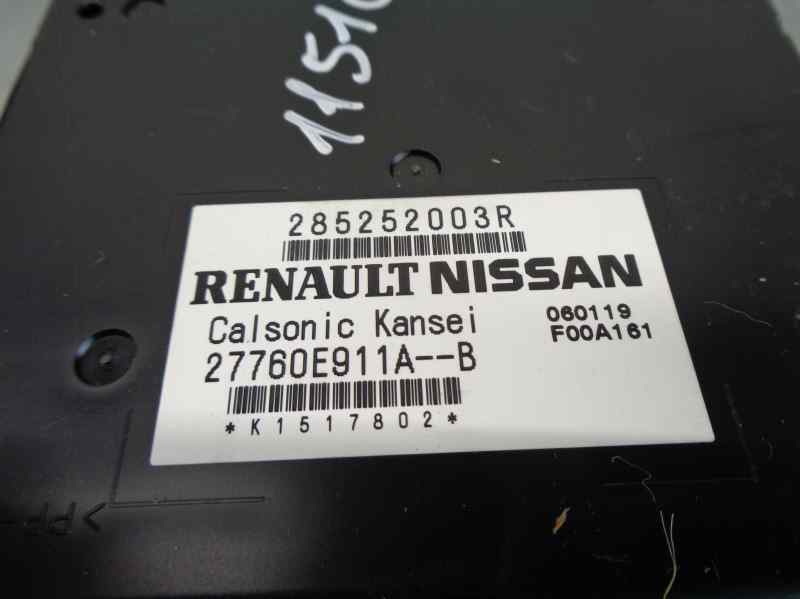 285252003R
RENAULT NISSAN
Calsonic Kansei
060119
27760E911A--B
F00A161
*K1517802*